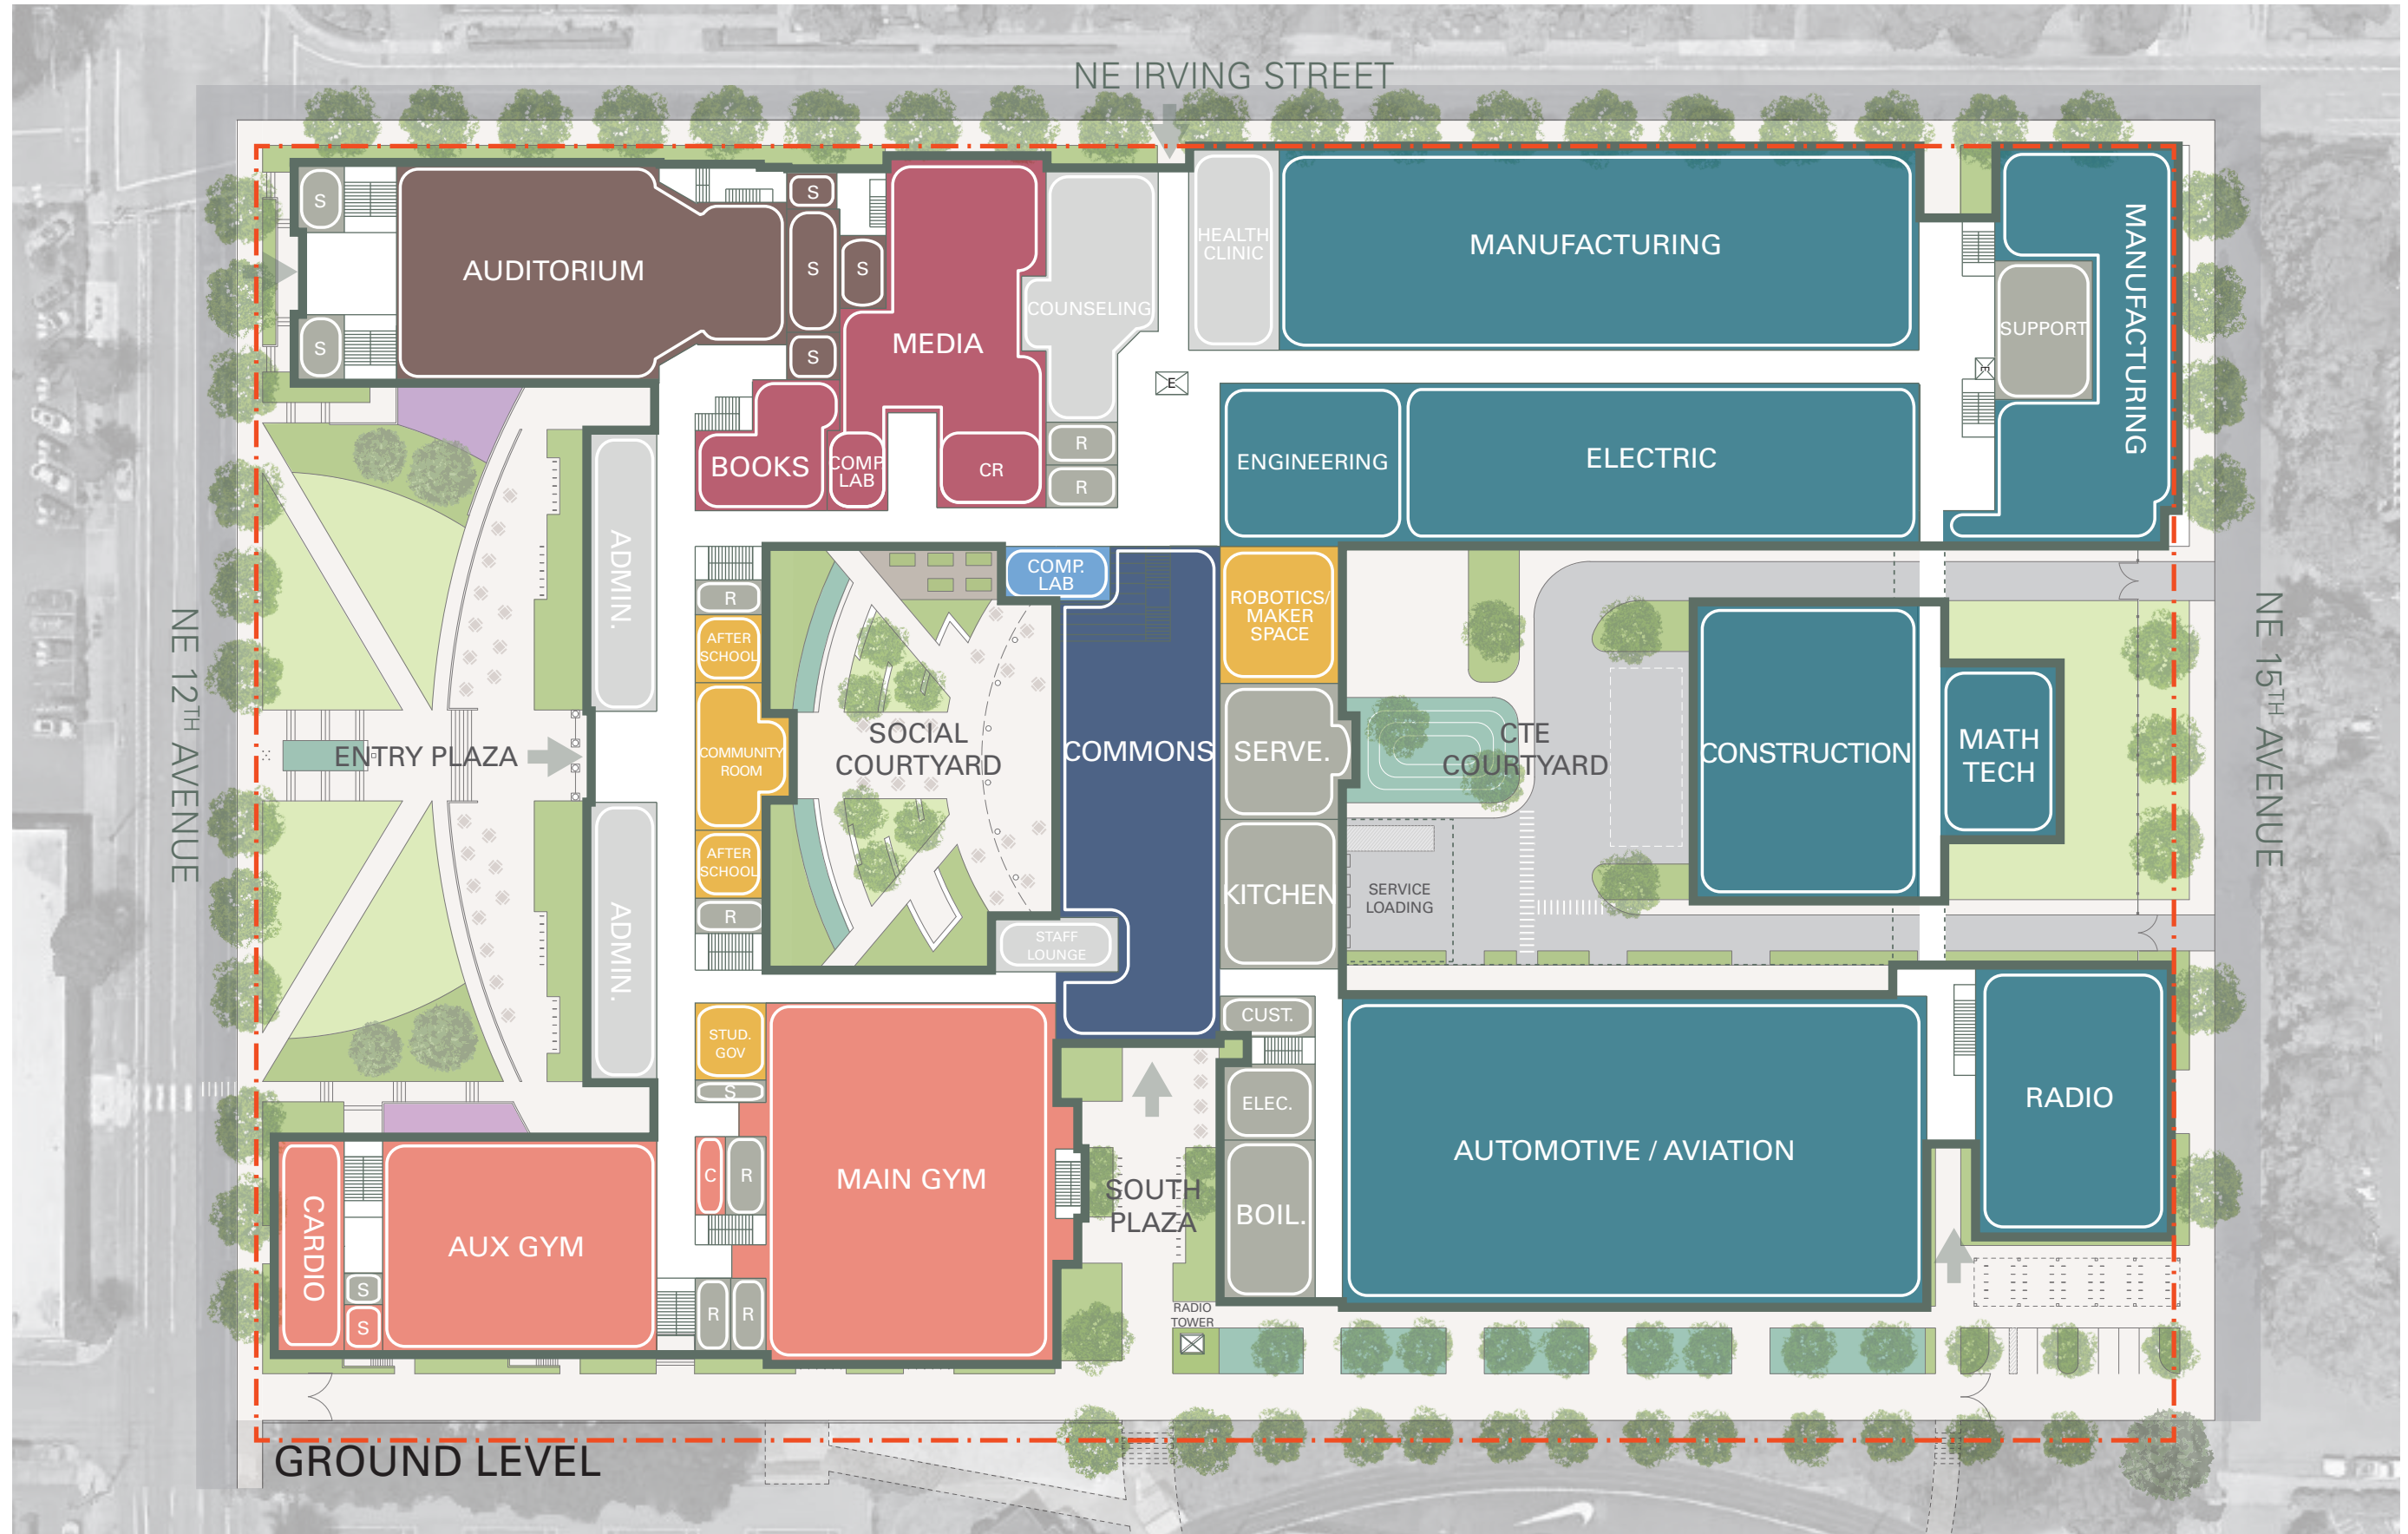 NE IRVING STREET
S
AUDITORIUM
S
S
S
S
S
MEDIA
COUNSELING
HEALTH
CLINIC
MANUFACTURING
MANUFACTURING
SUPPORT
E
E
BOOKS
COMP
LAB
CR
R
R
ENGINEERING
ELECTRIC
ADMIN.
R
AFTER
SCHOOL
COMMUNITY
ROOM
AFTER
SCHOOL
R
COMP.
LAB
ROBOTICS/
MAKER
SPACE
NE 12TH AVENUE
ENTRY PLAZA
SOCIAL
COURTYARD
COMMONS
SERVE.
CTE
COURTYARD
CONSTRUCTION
MATH
TECH
NE 15TH AVENUE
KITCHEN
SERVICE
LOADING
ADMIN.
STAFF
LOUNGE
STUD.
GOV
S
CUST.
ELEC.
BOIL.
C
R
MAIN GYM
SOUTH
PLAZA
AUTOMOTIVE / AVIATION
RADIO
CARDIO
S
S
AUX GYM
R
R
RADIO
TOWER
GROUND LEVEL